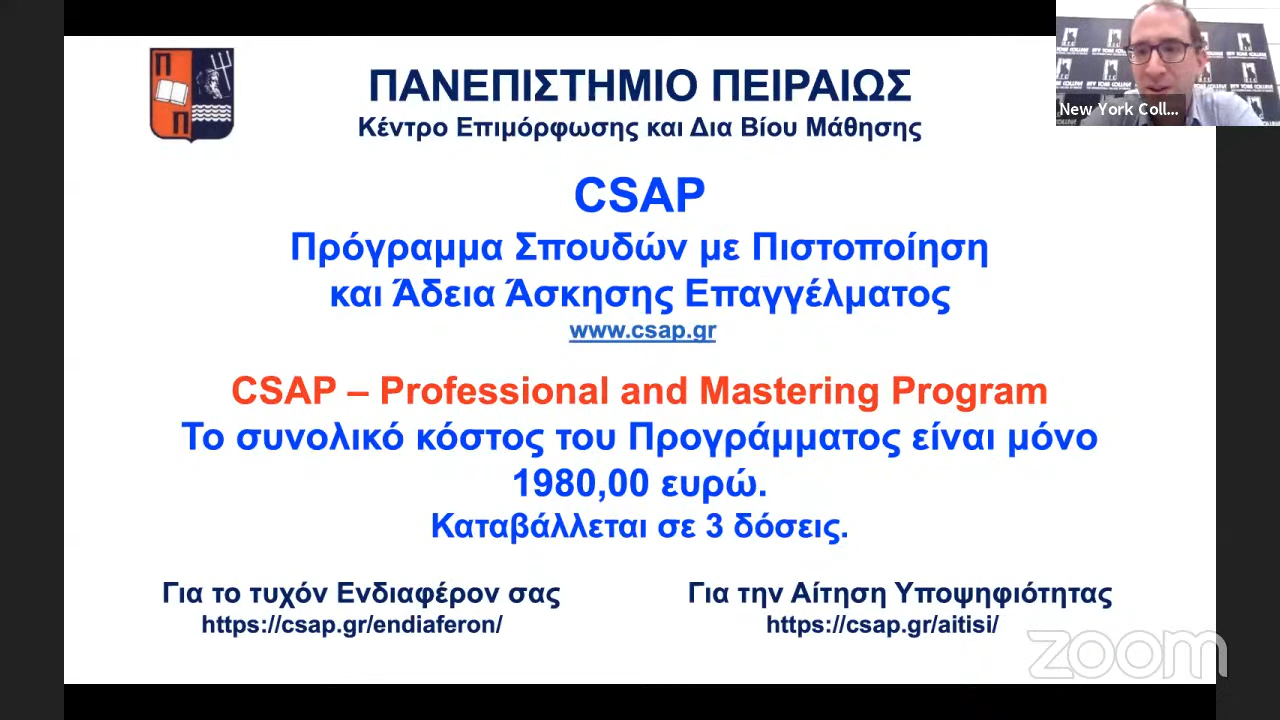 ΠΑΝΕΠΙΣΤΗΜΙΟ ΠΕΙΡΑΙΩΣ
Κέντρο Επιμόρφωσης και Δια Βίου Μάθησης
Π
Π
CSAP
Πρόγραμμα Σπουδών με Πιστοποίηση
και Άδεια Άσκησης Επαγγέλματος
www.csap.gr
CSAP – Professional and Mastering Program
Το συνολικό κόστος του Προγράμματος είναι μόνο
1980,00 ευρώ.
Καταβάλλεται σε 3 δόσεις.
Για το τυχόν Ενδιαφέρον σας
https://csap.gr/endiaferon/
Για την Αίτηση Υποψηφιότητας
https://csap.gr/aitisi/
New York Coll...
NEW YORK COLLEGE
zoom